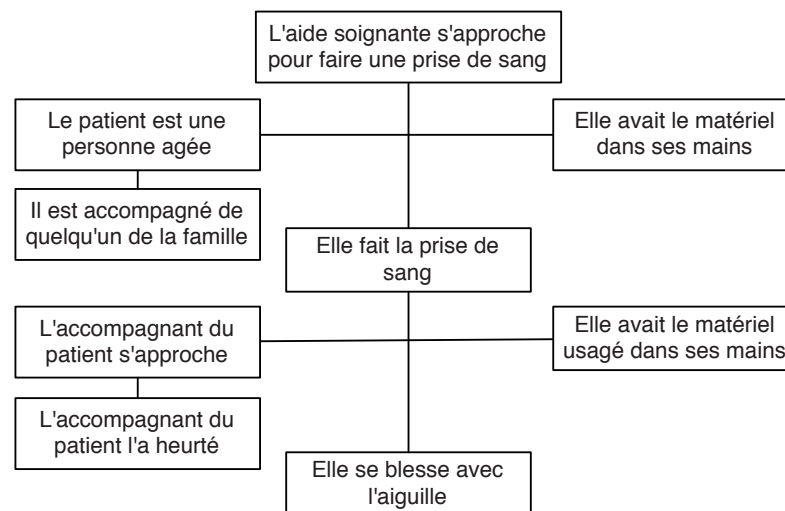 L'aide soignante s'approche
pour faire une prise de sang
Le patient est une
personne agée
Elle avait le matériel
dans ses mains
Il est accompagné de
quelqu'un de la famille
Elle fait la prise de
sang
L'accompagnant du
patient s'approche
Elle avait le matériel
usagé dans ses mains
L'accompagnant du
patient l'a heurté
Elle se blesse avec
l'aiguille